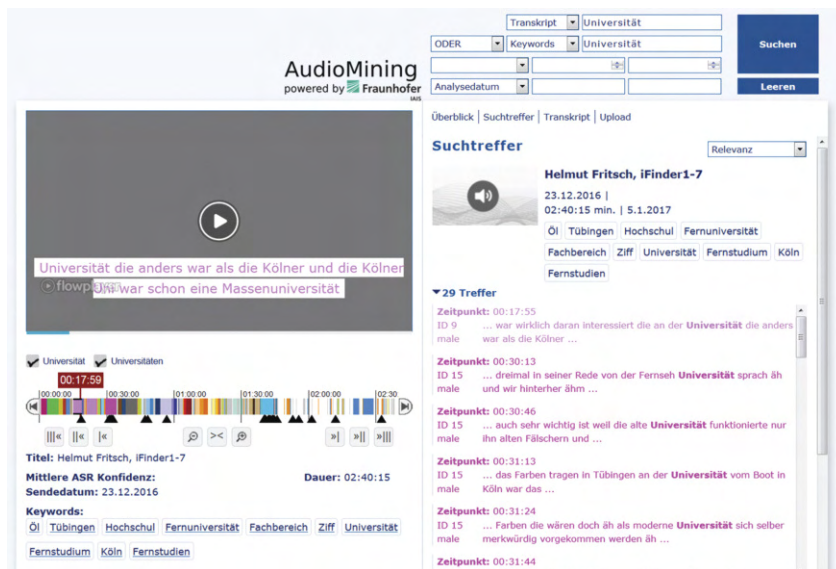 Transkript Universität
ODER Keywords Universität
Suchen
Analysedatum
Leeren
AudioMining
powered by Fraunhofer
IAIS
Überblick | Suchtreffer | Transkript | Upload
Suchtreffer
Relevanz
Helmut Fritsch, iFinder1-7
23.12.2016 |
02:40:15 min. | 5.1.2017
Öl Tübingen Hochschul Fernuniversität
Fachbereich Ziff Universität Fernstudium Köln
Fernstudien
29 Treffer
Zeitpunkt: 00:17:55
ID 9 ... war wirklich daran interessiert die an der Universität die anders
male war als die Kölner ...
Zeitpunkt: 00:30:13
ID 15 ... dreimal in seiner Rede von der Fernseh Universität sprach äh
male und wir hinterher ähm ...
Zeitpunkt: 00:30:46
ID 15 ... auch sehr wichtig ist weil die alte Universität funktionierte nur
male ihn alten Fälschern und ...
Zeitpunkt: 00:31:13
ID 15 ... das Farben tragen in Tübingen an der Universität vom Boot in
male Köln war das ...
Zeitpunkt: 00:31:24
ID 15 ... Farben die wären doch äh als moderne Universität sich selber
male merkwürdig vorgekommen werden äh ...
Zeitpunkt: 00:31:44
Universität die anders war als die Kölner und die Kölner
Uni war schon eine Massenuniversität
Universität Universitäten
00:17:59
00:00:00 00:30:00 01:00:00 01:30:00 02:00:00 02:30
Titel: Helmut Fritsch, iFinder1-7
Mittlere ASR Konfidenz: Dauer: 02:40:15
Sendedatum: 23.12.2016
Keywords:
Öl Tübingen Hochschul Fernuniversität Fachbereich Ziff Universität
Fernstudium Köln Fernstudien